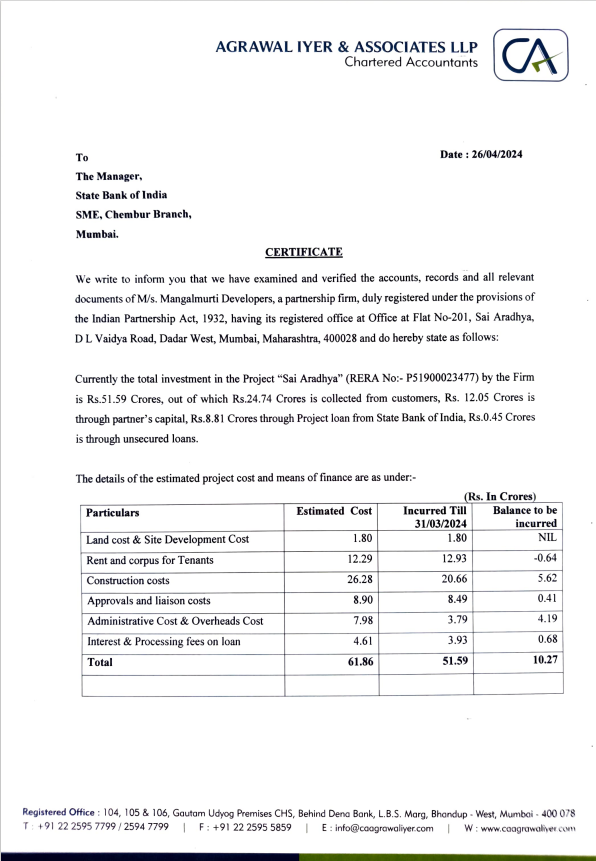 AGRAWAL IYER & ASSOCIATES LLP
Chartered Accountants
CA
Date : 26/04/2024
To
The Manager,
State Bank of India
SME, Chembur Branch,
Mumbai.
CERTIFICATE
We write to inform you that we have examined and verified the accounts, records and all relevant
documents of M/s. Mangalmurti Developers, a partnership firm, duly registered under the provisions of
the Indian Partnership Act, 1932, having its registered office at Office at Flat No-201, Sai Aradhya,
D L Vaidya Road, Dadar West, Mumbai, Maharashtra, 400028 and do hereby state as follows:
Currently the total investment in the Project “Sai Aradhya” (RERA No:- P51900023477) by the Firm
is Rs.51.59 Crores, out of which Rs.24.74 Crores is collected from customers, Rs. 12.05 Crores is
through partner’s capital, Rs.8.81 Crores through Project loan from State Bank of India, Rs.0.45 Crores
is through unsecured loans.
The details of the estimated project cost and means of finance are as under:-
(Rs. In Crores)
Particulars Estimated Cost Incurred Till 31/03/2024 Balance to be incurred
Land cost & Site Development Cost 1.80 1.80 NIL
Rent and corpus for Tenants 12.29 12.93 -0.64
Construction costs 26.28 20.66 5.62
Approvals and liaison costs 8.90 8.49 0.41
Administrative Cost & Overheads Cost 7.98 3.79 4.19
Interest & Processing fees on loan 4.61 3.93 0.68
Total 61.86 51.59 10.27
Registered Office : 104, 105 & 106, Gautam Udyog Premises CHS, Behind Dena Bank, L.B.S. Marg, Bhandup - West, Mumbai - 400 078
T : +91 22 2595 7799 / 2594 7799 | F : +91 22 2595 5859 | E : info@caagrawaliyer.com | W : www.caagrawaliyer.com